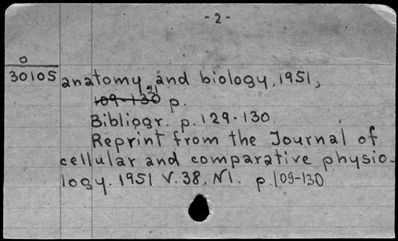 - 2 -
O
30105 anatomy and biology, 1951,
21
109-130 p.
Bibliogr. p. 129-130.
Reprint from the Journal of
cellular and comparative physio-
logy. 1951 V. 38, N1. p. 109-130